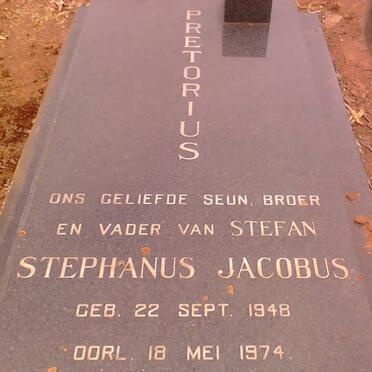 PRETORIUS
ONS GELIEFDE SEUN, BROER
EN VADER VAN STEFAN
STEPHANUS JACOBUS
GEB. 22 SEPT. 1948
OORL. 18 MEI 1974.